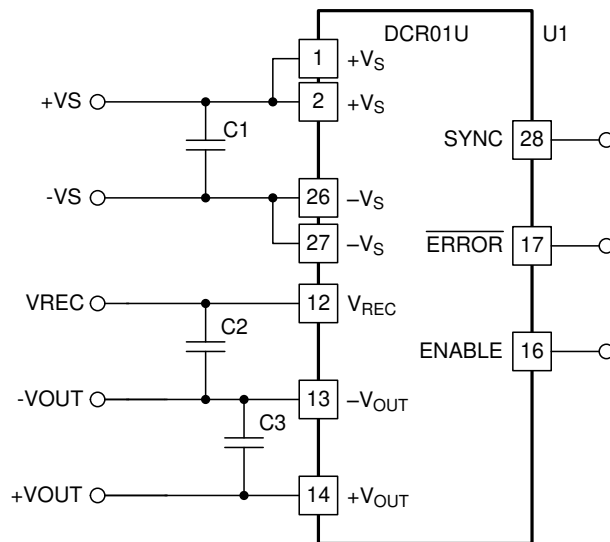 DCR01U U1
1 +VS
+VS 2 +VS
C1
SYNC 28
-VS 26 –VS
27 –VS
ERROR 17
VREC 12 VREC
C2
ENABLE 16
-VOUT 13 –VOUT
C3
+VOUT 14 +VOUT